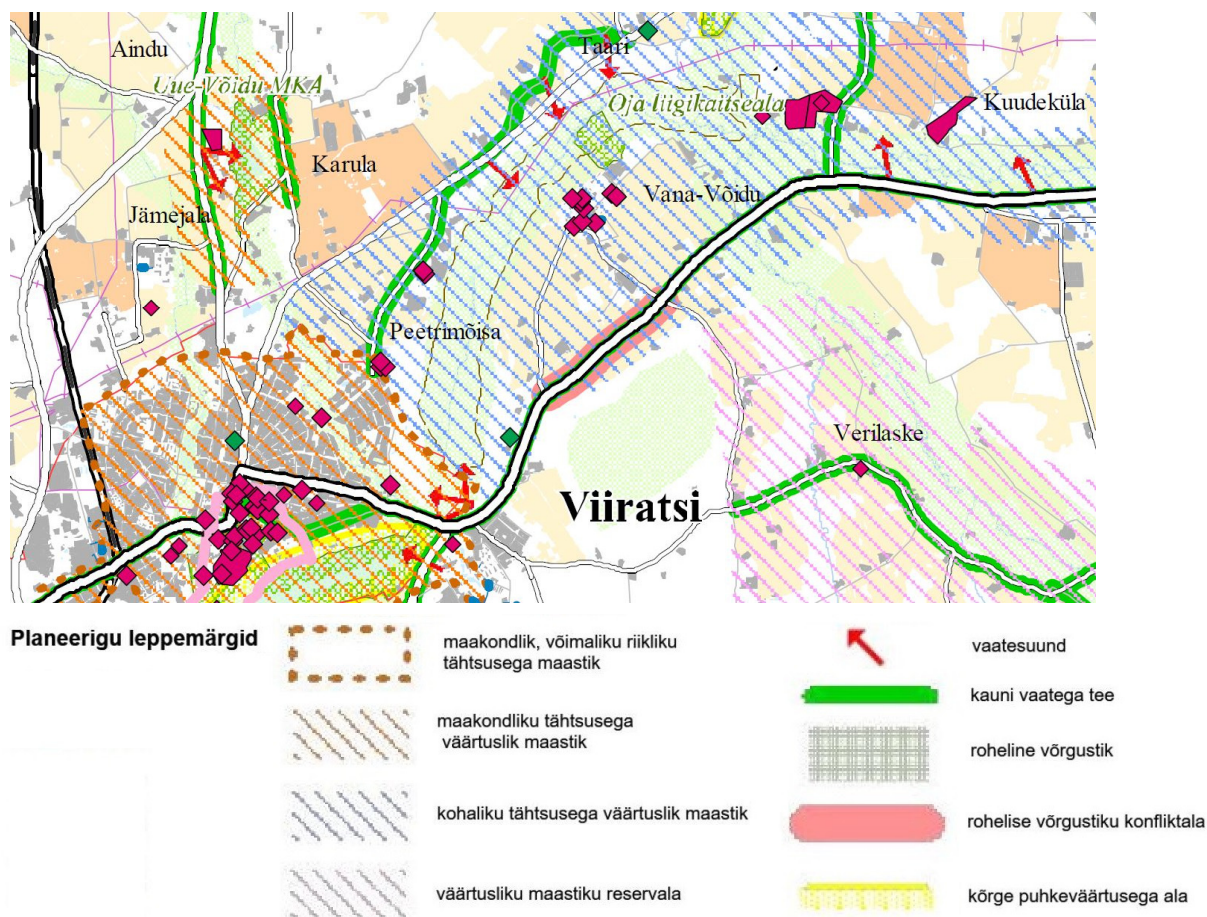 Aindu
Taari
Uue-Võidu MKA
Oja liigikaitseala
Kuudeküla
Karula
Vana-Võidu
Jämejala
Peetrimõisa
Verilaske
Viiratsi
Planeerigu leppemärgid
maakondlik, võimaliku riikliku
tähtsusega maastik
maakondliku tähtsusega
väärtuslik maastik
kohaliku tähtsusega väärtuslik maastik
väärtusliku maastiku reservala
vaatesuund
kauni vaatega tee
roheline võrgustik
rohelise võrgustiku konfliktala
kõrge puhkeväärtusega ala